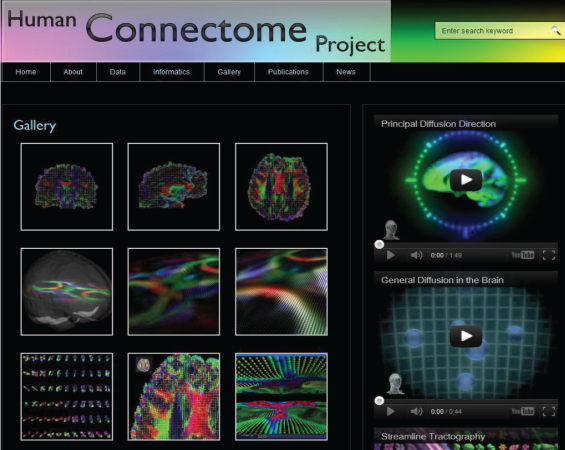 Human Connectome Project
Enter search keyword
Home About Data Informatics Gallery Publications News
Gallery
Principal Diffusion Direction
0:00 / 1:49 YouTube
General Diffusion in the Brain
0:00 / 0:44 YouTube
Streamline Tractography